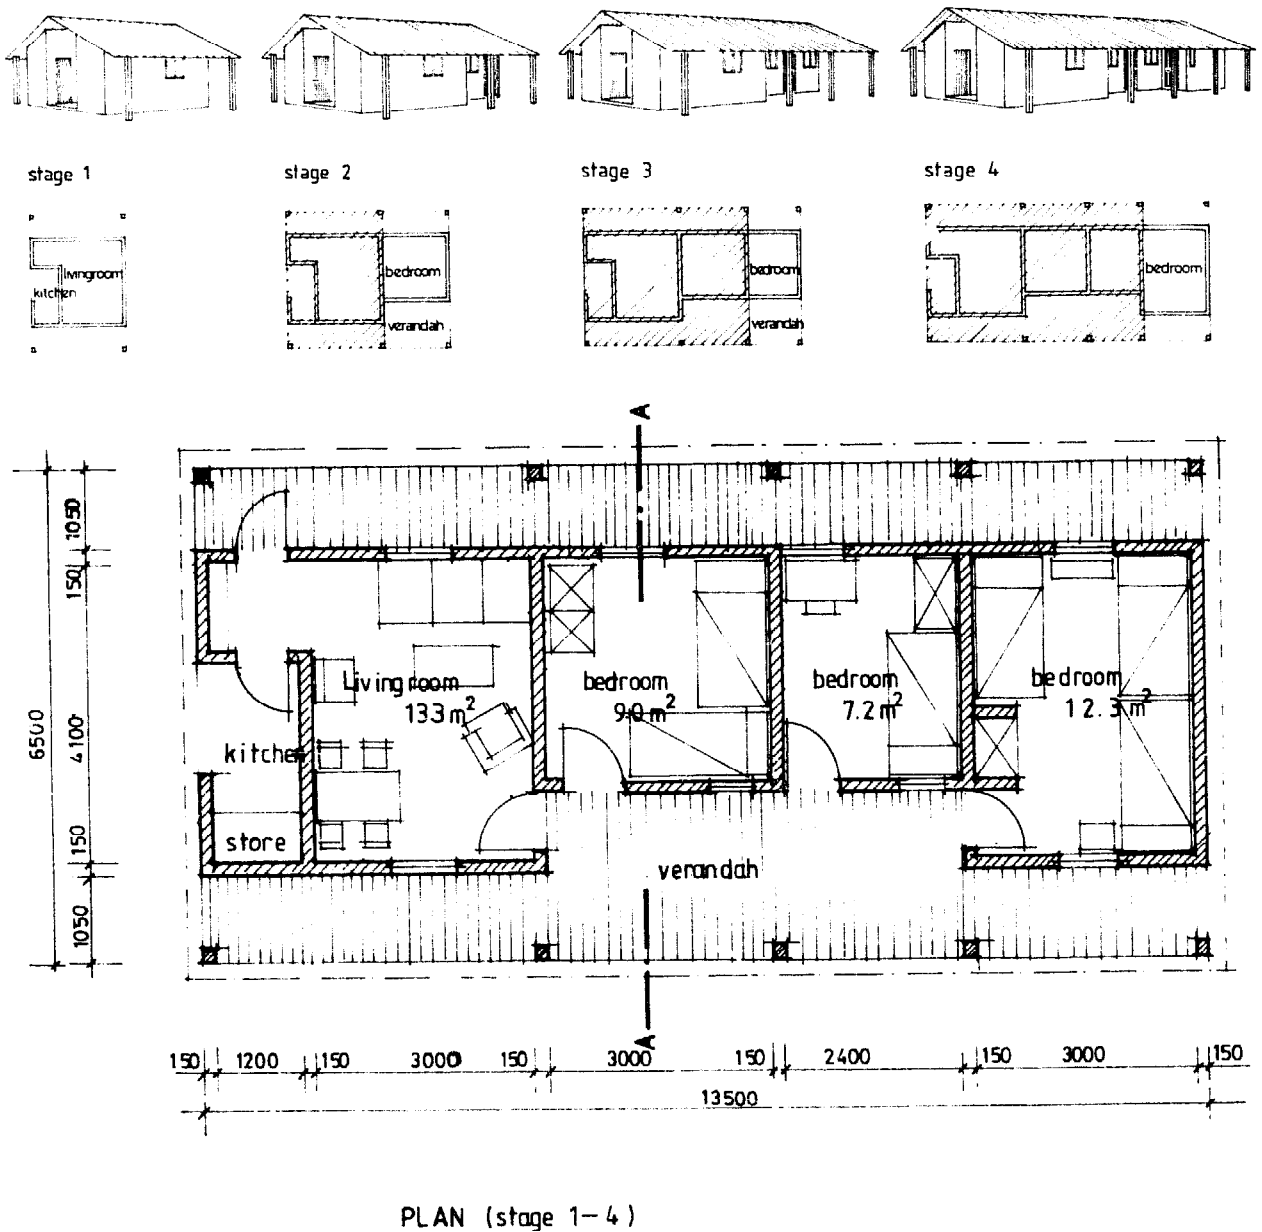 stage 1
stage 2
stage 3
stage 4
livingroom
kitchen
bedroom
verandah
bedroom
verandah
bedroom
A
1050
150
4100
150
1050
6500
Livingroom
133 m²
bedroom
9.0 m²
bedroom
7.2 m²
bedroom
12.3 m²
kitchen
store
verandah
A
150 1200 150 3000 150 3000 150 2400 150 3000 150
13500
PLAN (stage 1-4)